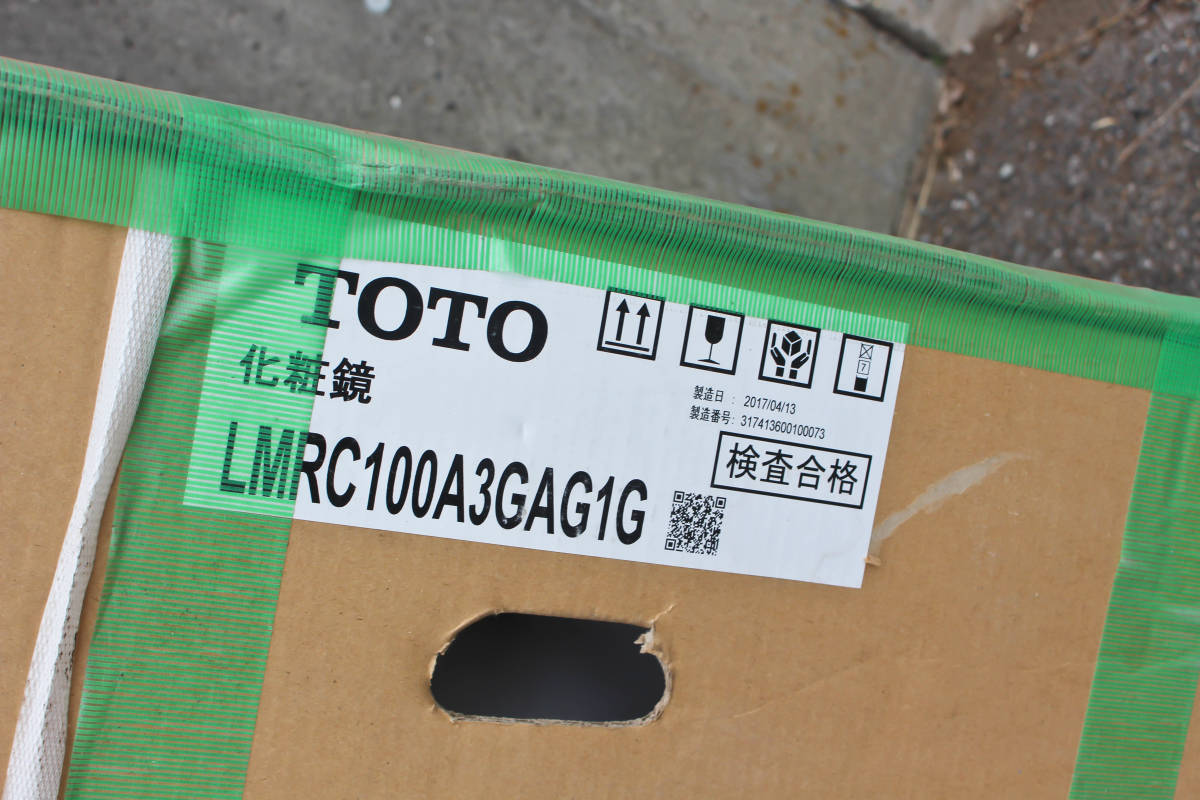 TOTO
化粧鏡
LMRC100A3GAG1G
7
製造日 : 2017/04/13
製造番号: 317413600100073
検査合格